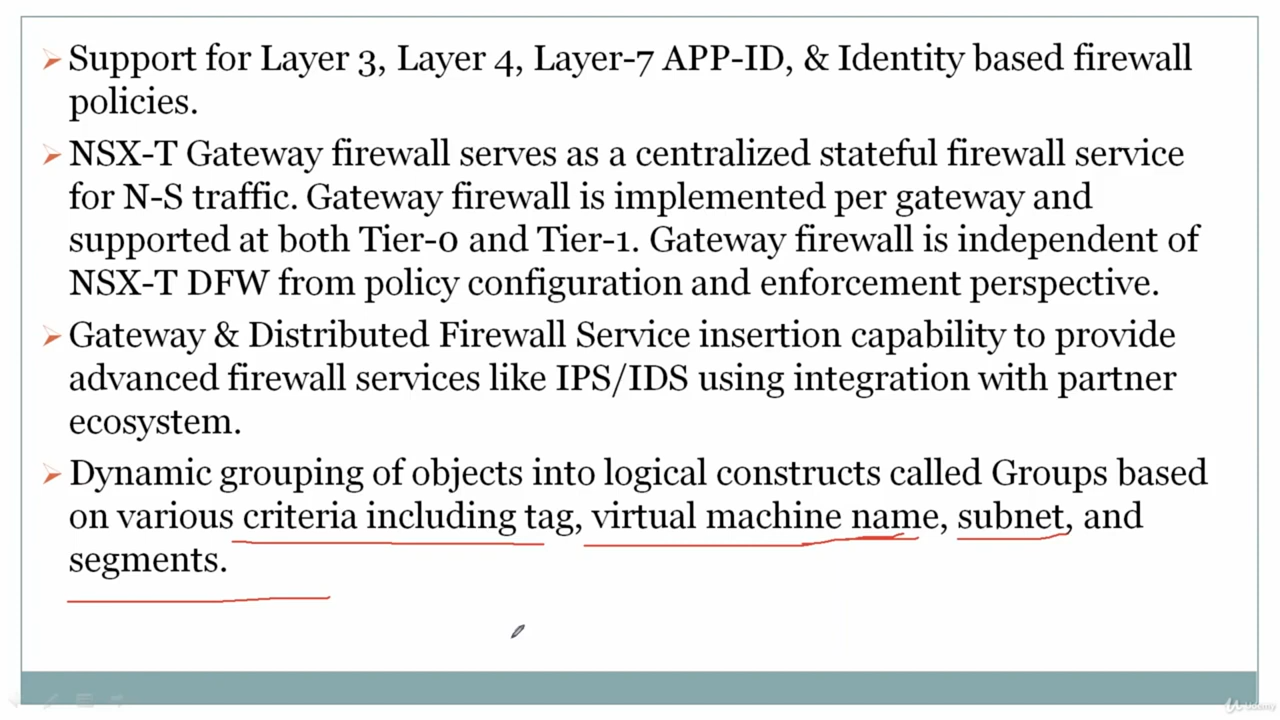 Support for Layer 3, Layer 4, Layer-7 APP-ID, & Identity based firewall
policies.
NSX-T Gateway firewall serves as a centralized stateful firewall service
for N-S traffic. Gateway firewall is implemented per gateway and
supported at both Tier-0 and Tier-1. Gateway firewall is independent of
NSX-T DFW from policy configuration and enforcement perspective.
Gateway & Distributed Firewall Service insertion capability to provide
advanced firewall services like IPS/IDS using integration with partner
ecosystem.
Dynamic grouping of objects into logical constructs called Groups based
on various criteria including tag, virtual machine name, subnet, and
segments.
Udemy